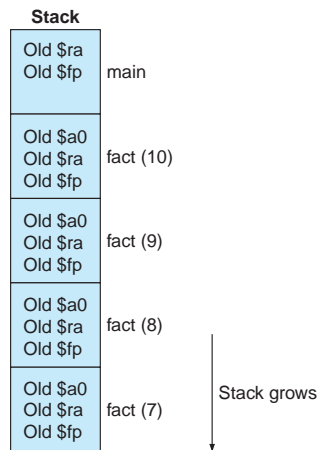 Stack
Old $ra
Old $fp
main
Old $a0
Old $ra
Old $fp
fact (10)
Old $a0
Old $ra
Old $fp
fact (9)
Old $a0
Old $ra
Old $fp
fact (8)
Old $a0
Old $ra
Old $fp
fact (7)
Stack grows